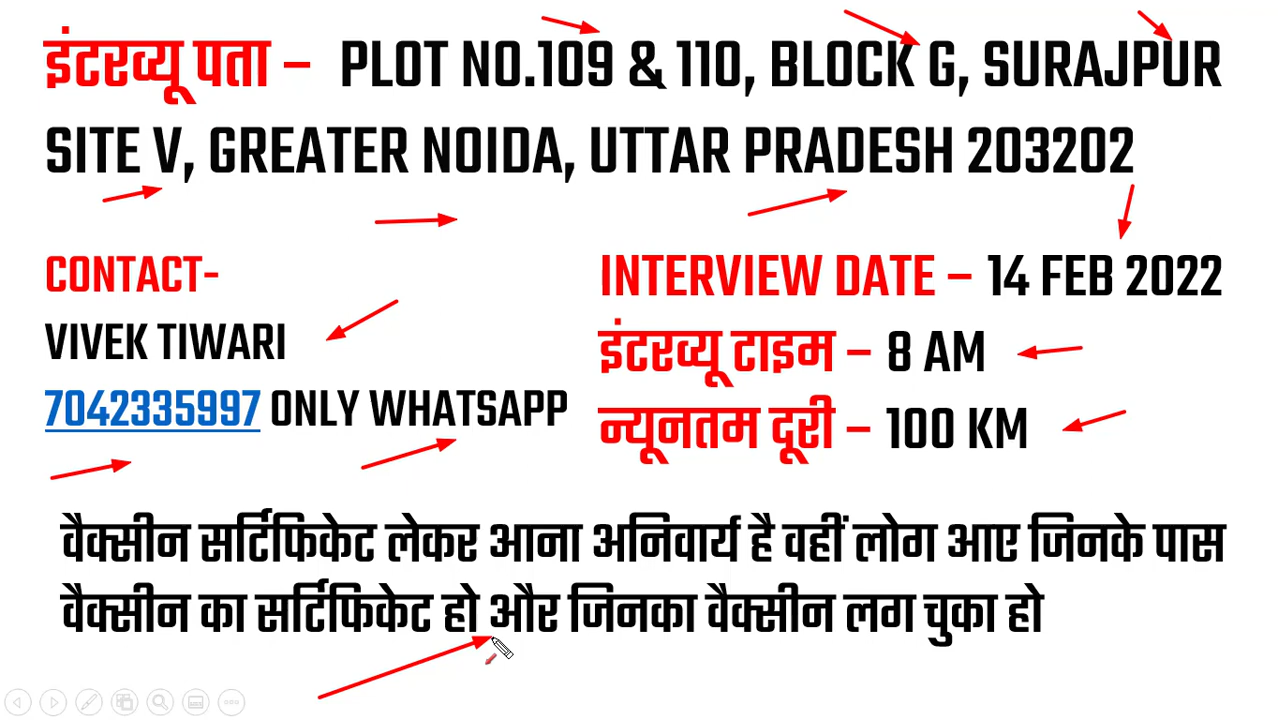 इंटरव्यू पता – PLOT NO.109 & 110, BLOCK G, SURAJPUR
SITE V, GREATER NOIDA, UTTAR PRADESH 203202
CONTACT-
VIVEK TIWARI
7042335997 ONLY WHATSAPP
INTERVIEW DATE – 14 FEB 2022
इंटरव्यू टाइम – 8 AM
न्यूनतम दूरी – 100 KM
वैक्सीन सर्टिफिकेट लेकर आना अनिवार्य है वहीं लोग आए जिनके पास
वैक्सीन का सर्टिफिकेट हो और जिनका वैक्सीन लग चुका हो